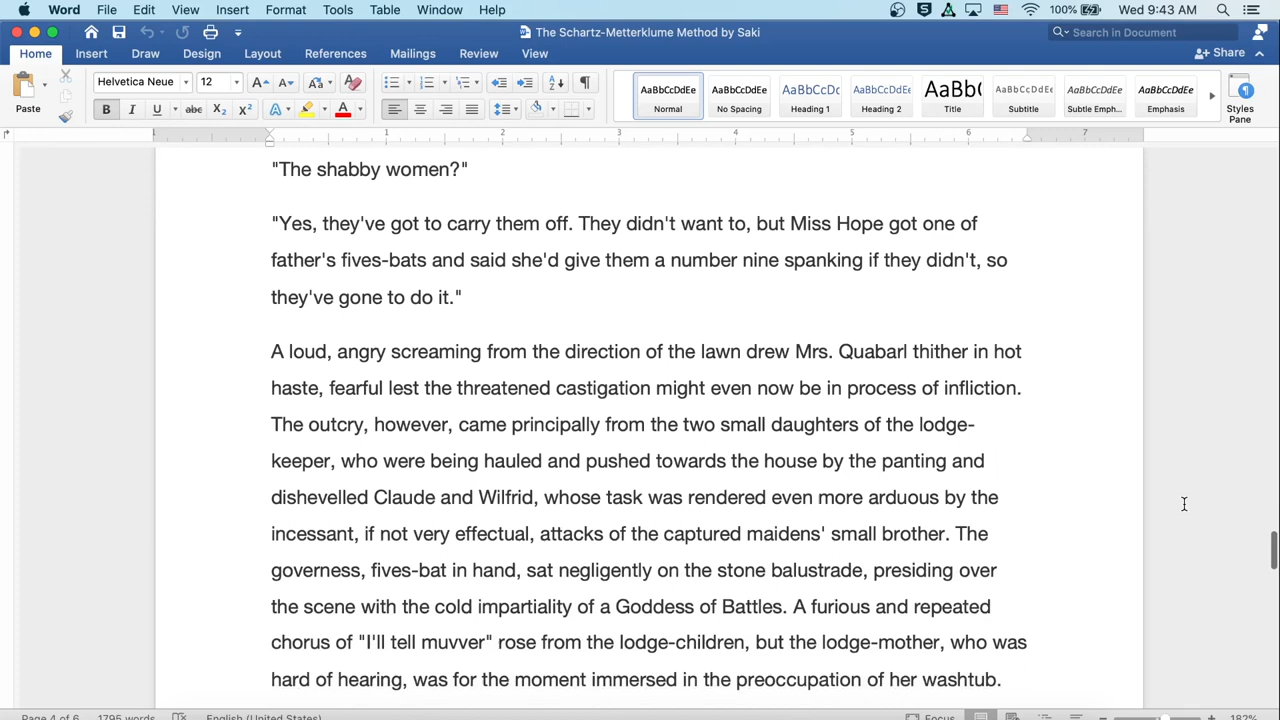 Word File Edit View Insert Format Tools Table Window Help 100% Wed 9:43 AM
The Schartz-Metterklume Method by Saki
Search in Document
Home Insert Draw Design Layout References Mailings Review View
Share
Paste
Helvetica Neue 12
AaBbCcDdEe AaBbCcDdEe AaBbCcDc AaBbCcDdEe AaBb( AaBbCcDdEe AaBbCcDdEe AaBbCcDdEe
Normal No Spacing Heading 1 Heading 2 Title Subtitle Subtle Emph... Emphasis
Styles
Pane
B I U abc X2 X2 A A
1 1 2 3 4 5 6 7
"The shabby women?"
"Yes, they've got to carry them off. They didn't want to, but Miss Hope got one of
father's fives-bats and said she'd give them a number nine spanking if they didn't, so
they've gone to do it."
A loud, angry screaming from the direction of the lawn drew Mrs. Quabarl thither in hot
haste, fearful lest the threatened castigation might even now be in process of infliction.
The outcry, however, came principally from the two small daughters of the lodge-
keeper, who were being hauled and pushed towards the house by the panting and
dishevelled Claude and Wilfrid, whose task was rendered even more arduous by the
incessant, if not very effectual, attacks of the captured maidens' small brother. The
governess, fives-bat in hand, sat negligently on the stone balustrade, presiding over
the scene with the cold impartiality of a Goddess of Battles. A furious and repeated
chorus of "I'll tell muvver" rose from the lodge-children, but the lodge-mother, who was
hard of hearing, was for the moment immersed in the preoccupation of her washtub.
Page 4 of 6 1795 words English (United States) Focus 182%